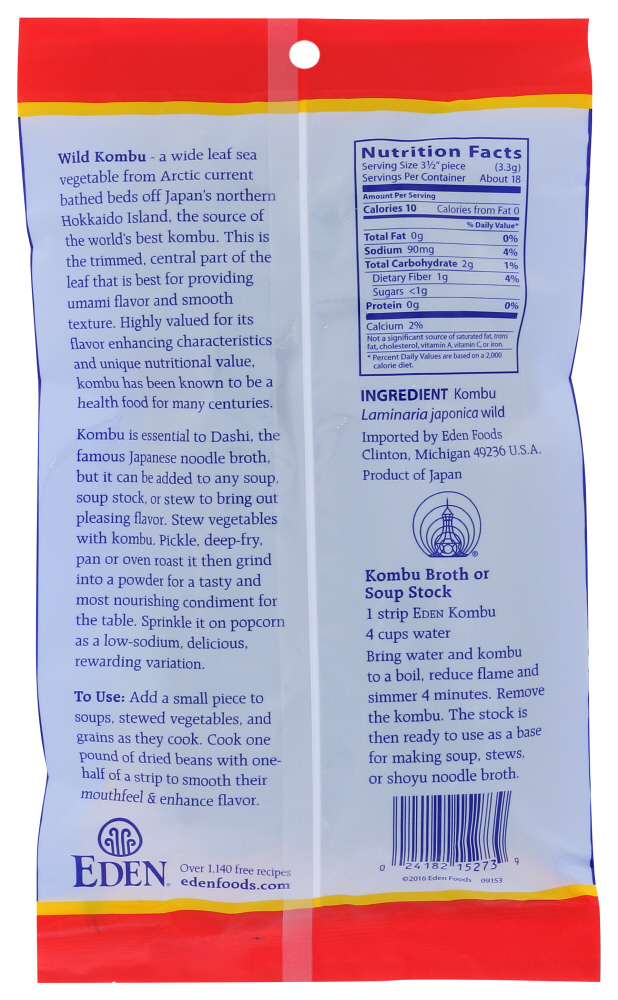 Wild Kombu - a wide leaf sea
vegetable from Arctic current
bathed beds off Japan's northern
Hokkaido Island, the source of
the world's best kombu. This is
the trimmed, central part of the
leaf that is best for providing
umami flavor and smooth
texture. Highly valued for its
flavor enhancing characteristics
and unique nutritional value,
kombu has been known to be a
health food for many centuries.
Kombu is essential to Dashi, the
famous Japanese noodle broth,
but it can be added to any soup,
soup stock, or stew to bring out
pleasing flavor. Stew vegetables
with kombu. Pickle, deep-fry,
pan or oven roast it then grind
into a powder for a tasty and
most nourishing condiment for
the table. Sprinkle it on popcorn
as a low-sodium, delicious,
rewarding variation.
To Use: Add a small piece to
soups, stewed vegetables, and
grains as they cook. Cook one
pound of dried beans with one-
half of a strip to smooth their
mouthfeel & enhance flavor.
EDEN®
Over 1,140 free recipes
edenfoods.com
Nutrition Facts
Serving Size 3½" piece (3.3g)
Servings Per Container About 18
Amount Per Serving
Calories 10 Calories from Fat 0
% Daily Value*
Total Fat 0g 0%
Sodium 90mg 4%
Total Carbohydrate 2g 1%
Dietary Fiber 1g 4%
Sugars <1g
Protein 0g 0%
Calcium 2%
Not a significant source of saturated fat, trans
fat, cholesterol, vitamin A, vitamin C, or iron.
* Percent Daily Values are based on a 2,000
calorie diet.
INGREDIENT Kombu
Laminaria japonica wild
Imported by Eden Foods
Clinton, Michigan 49236 U.S.A.
Product of Japan
®
Kombu Broth or
Soup Stock
1 strip EDEN Kombu
4 cups water
Bring water and kombu
to a boil, reduce flame and
simmer 4 minutes. Remove
the kombu. The stock is
then ready to use as a base
for making soup, stews,
or shoyu noodle broth.
0 24182 15273 9
©2016 Eden Foods 09153